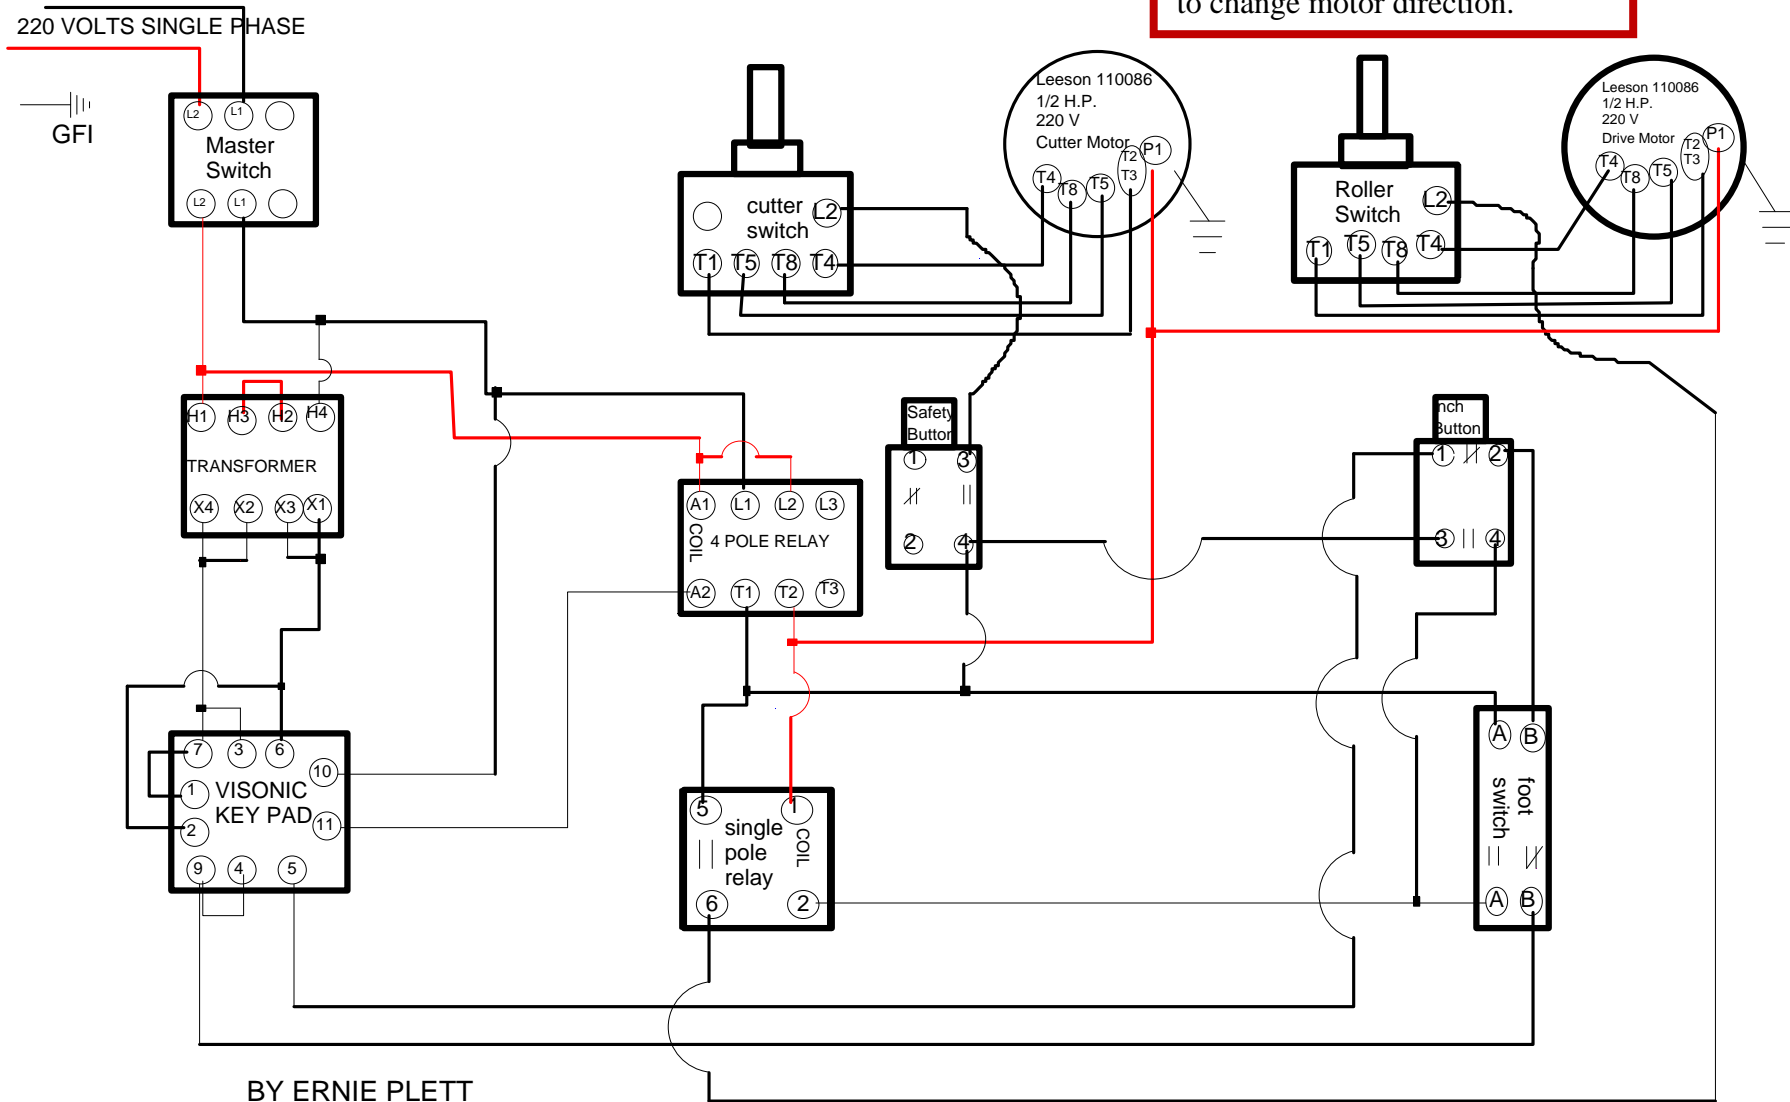 to change motor direction.
220 VOLTS SINGLE PHASE
GFI
L2 L1
Master
Switch
L2 L1
cutter
switch
L2
T1 T5 T8 T4
Leeson 110086
1/2 H.P.
220 V
Cutter Motor
P1
T2
T3
T4 T8 T5
Roller
Switch
L2
T1 T5 T8 T4
Leeson 110086
1/2 H.P.
220 V
Drive Motor
P1
T2
T3
T4 T8 T5
H1 H3 H2 H4
TRANSFORMER
X4 X2 X3 X1
A1 L1 L2 L3
COIL
4 POLE RELAY
A2 T1 T2 T3
Safety
Button
1 3
2 4
nch
Button
1 2
3 4
7 3 6
10
1
VISONIC
KEY PAD
2
11
9 4 5
5
single
pole
relay
COIL
6 2
A B
foot
switch
A B
BY ERNIE PLETT